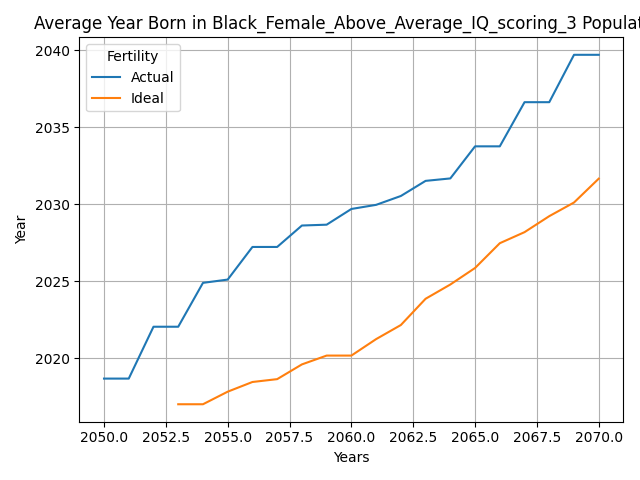 Average Year Born in Black_Female_Above_Average_IQ_scoring_3 Populat
Fertility
Actual
Ideal
2040
2035
2030
2025
2020
Year
2050.0 2052.5 2055.0 2057.5 2060.0 2062.5 2065.0 2067.5 2070.0
Years